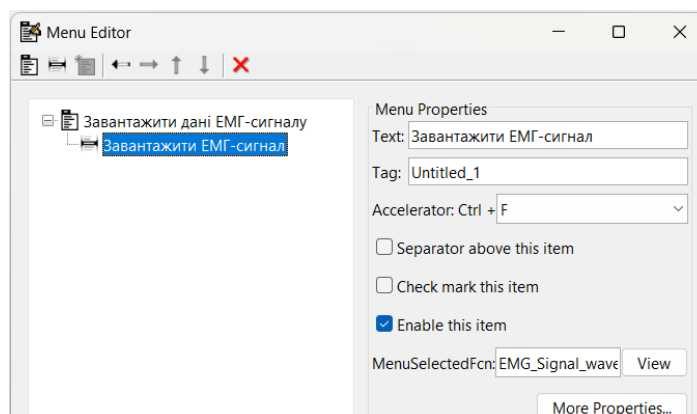 Menu Editor
Завантажити дані ЕМГ-сигналу
Завантажити ЕМГ-сигнал
Menu Properties
Text: Завантажити ЕМГ-сигнал
Tag: Untitled_1
Accelerator: Ctrl + F
Separator above this item
Check mark this item
Enable this item
MenuSelectedFcn: EMG_Signal_wave View
More Properties...